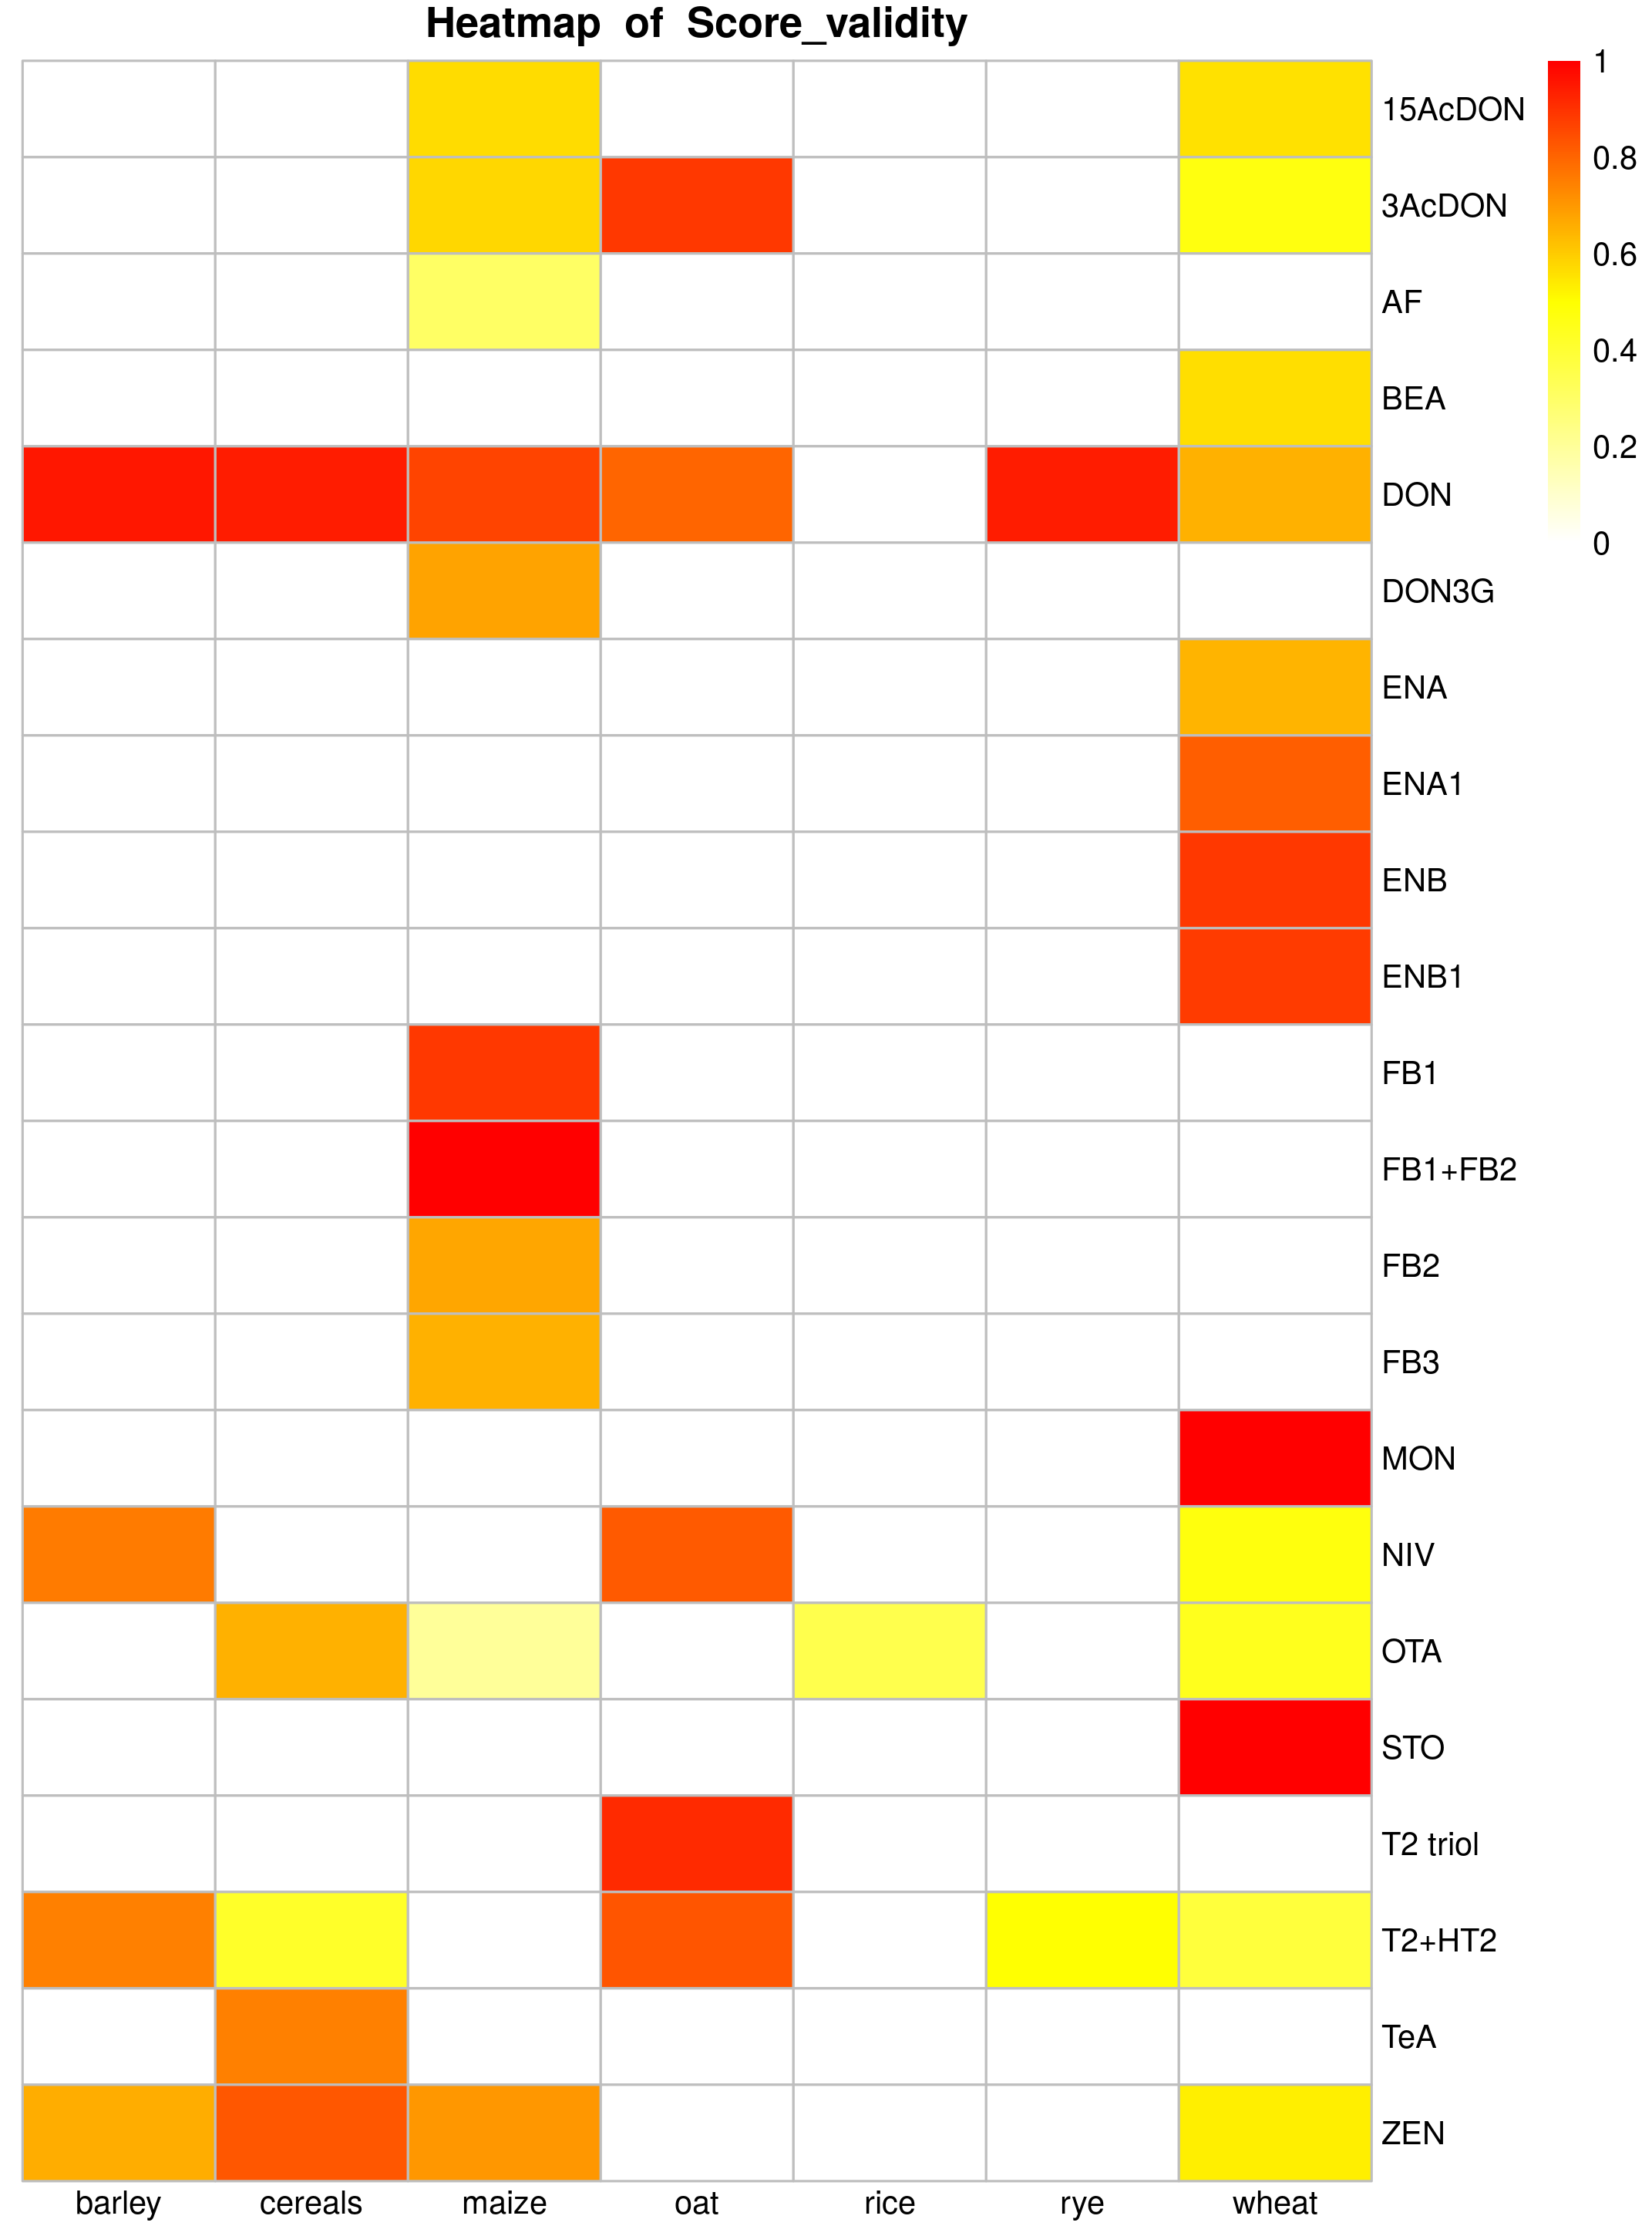 Heatmap of Score_validity
1
15AcDON
0.8
3AcDON
0.6
AF
0.4
BEA
0.2
DON
0
DON3G
ENA
ENA1
ENB
ENB1
FB1
FB1+FB2
FB2
FB3
MON
NIV
OTA
STO
T2 triol
T2+HT2
TeA
ZEN
barley cereals maize oat rice rye wheat